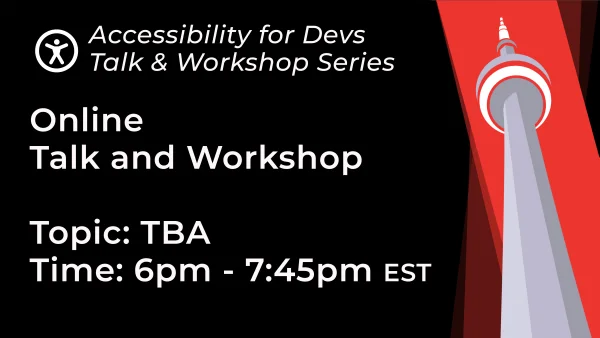 Accessibility for Devs
Talk & Workshop Series
Online
Talk and Workshop
Topic: TBA
Time: 6pm - 7:45pm EST